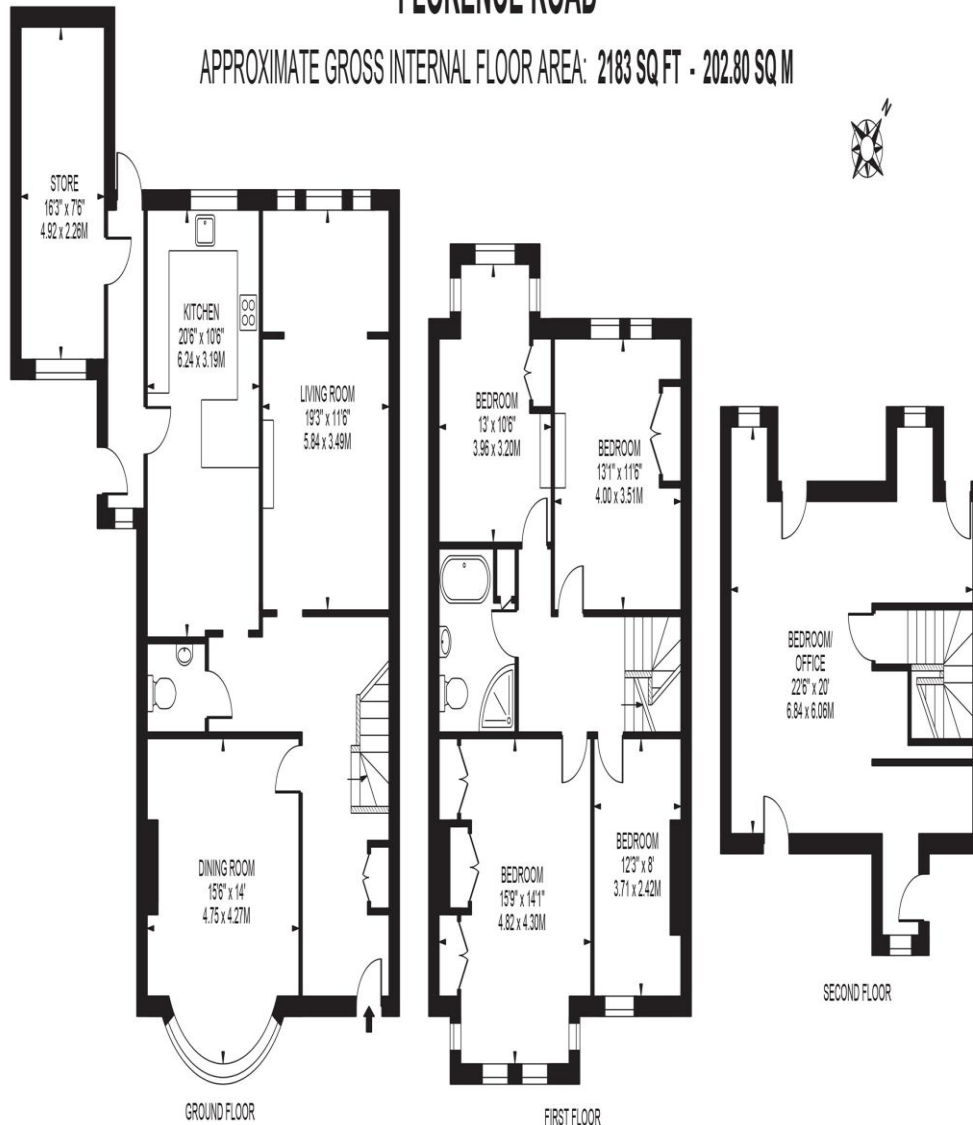 FLORENCE ROAD
APPROXIMATE GROSS INTERNAL FLOOR AREA: 2183 SQ FT - 202.80 SQ M
N
STORE
16'3" x 7'6"
4.92 x 2.26M
KITCHEN
20'6" x 10'6"
6.24 x 3.19M
LIVING ROOM
19'3" x 11'6"
5.84 x 3.49M
DINING ROOM
15'6" x 14'
4.75 x 4.27M
GROUND FLOOR
BEDROOM
13' x 10'6"
3.96 x 3.20M
BEDROOM
13'1" x 11'6"
4.00 x 3.51M
BEDROOM
15'9" x 14'1"
4.82 x 4.30M
BEDROOM
12'3" x 8'
3.71 x 2.42M
FIRST FLOOR
BEDROOM/
OFFICE
22'6" x 20'
6.84 x 6.06M
SECOND FLOOR